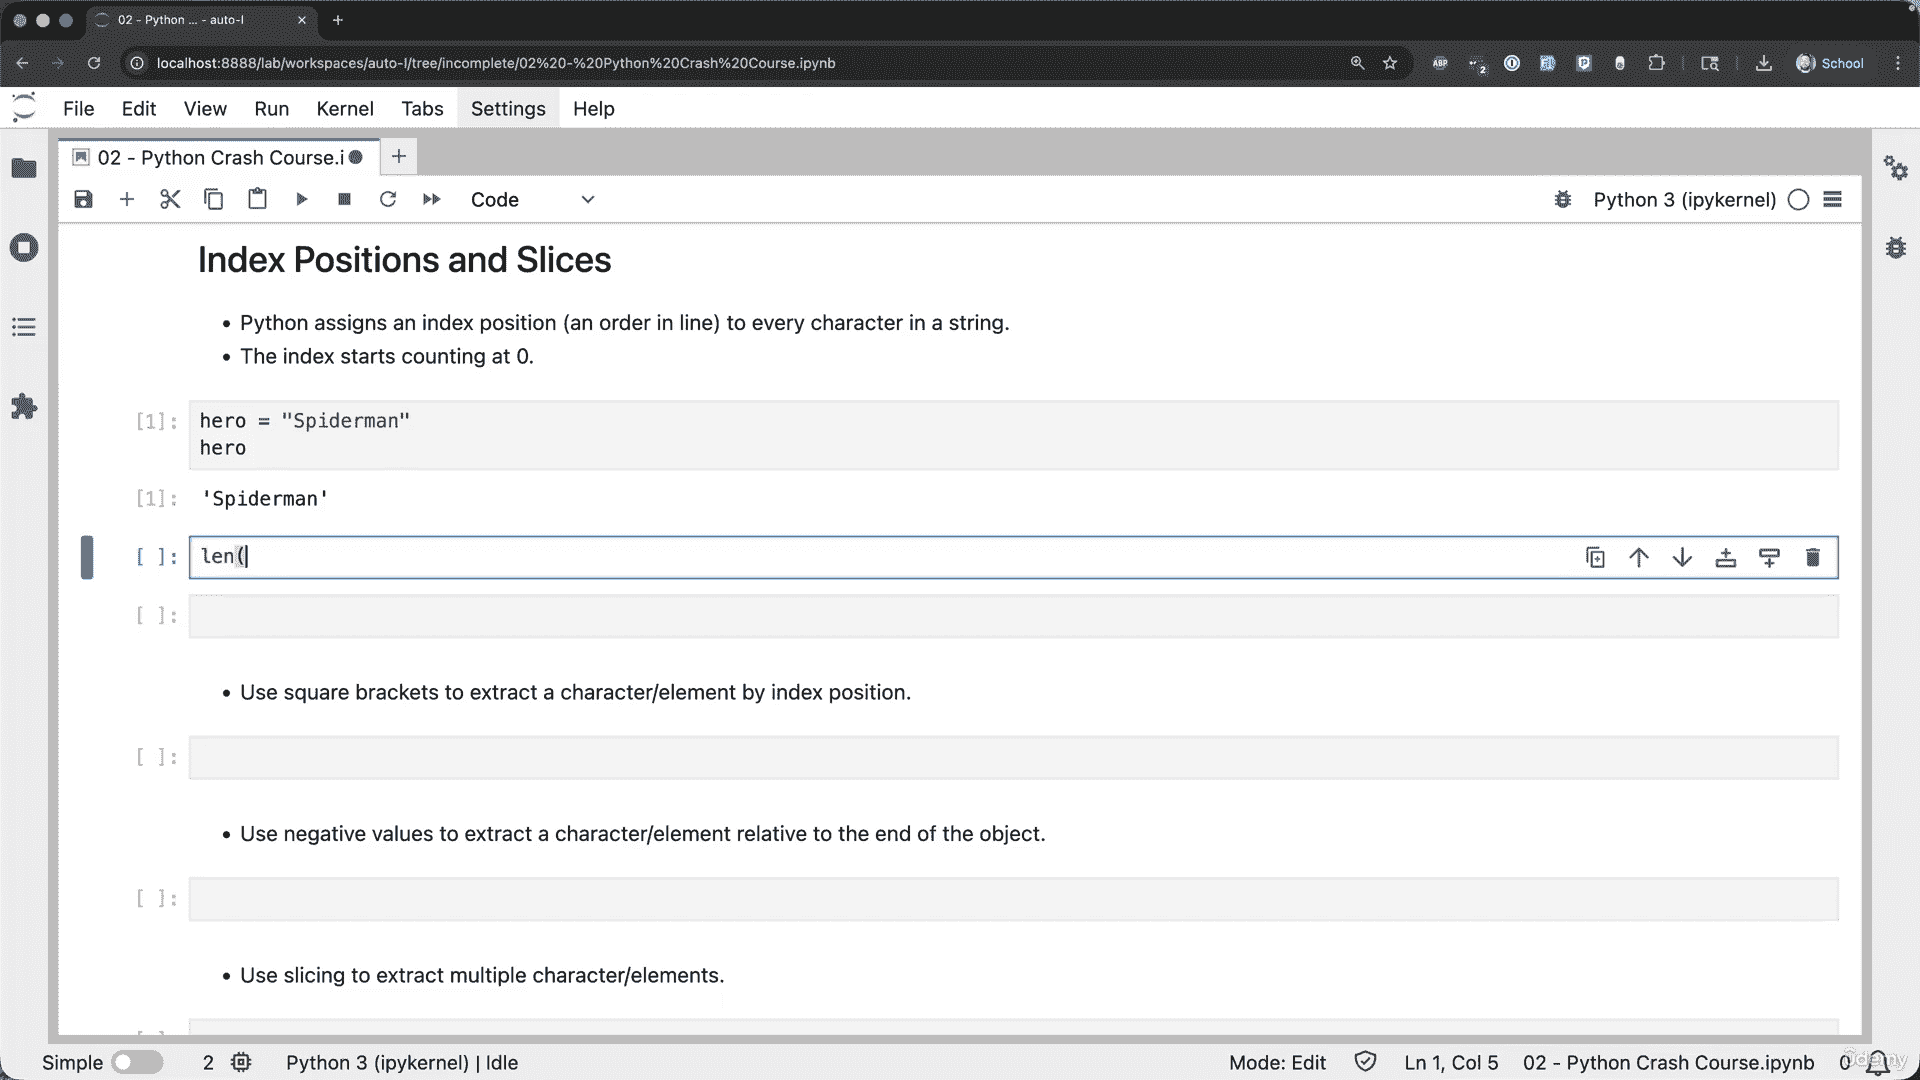 02 - Python ... - auto-l
localhost:8888/lab/workspaces/auto-l/tree/incomplete/02%20-%20Python%20Crash%20Course.ipynb
ABP
2
School
File Edit View Run Kernel Tabs Settings Help
02 - Python Crash Course.i
Code
Python 3 (ipykernel)
Index Positions and Slices
• Python assigns an index position (an order in line) to every character in a string.
• The index starts counting at 0.
[1]: hero = "Spiderman"
hero
[1]: 'Spiderman'
[ ]: len(
[ ]:
• Use square brackets to extract a character/element by index position.
[ ]:
• Use negative values to extract a character/element relative to the end of the object.
[ ]:
• Use slicing to extract multiple character/elements.
Simple 2 Python 3 (ipykernel) | Idle Mode: Edit Ln 1, Col 5 02 - Python Crash Course.ipynb 0
udemy